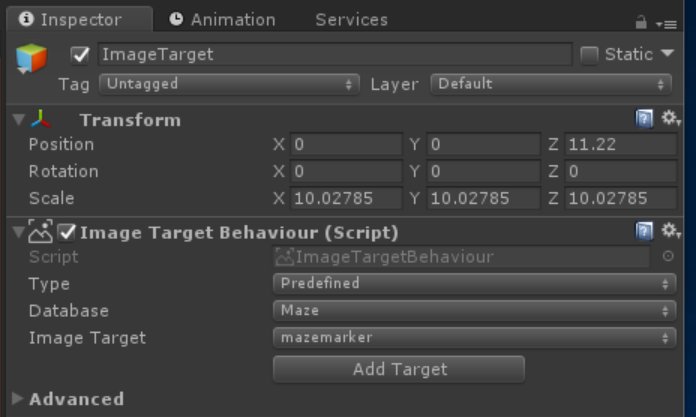 Inspector Animation Services
ImageTarget Static
Tag Untagged Layer Default
Transform
Position X 0 Y 0 Z 11.22
Rotation X 0 Y 0 Z 0
Scale X 10.02785 Y 10.02785 Z 10.02785
Image Target Behaviour (Script)
Script ImageTargetBehaviour
Type Predefined
Database Maze
Image Target mazemarker
Add Target
Advanced